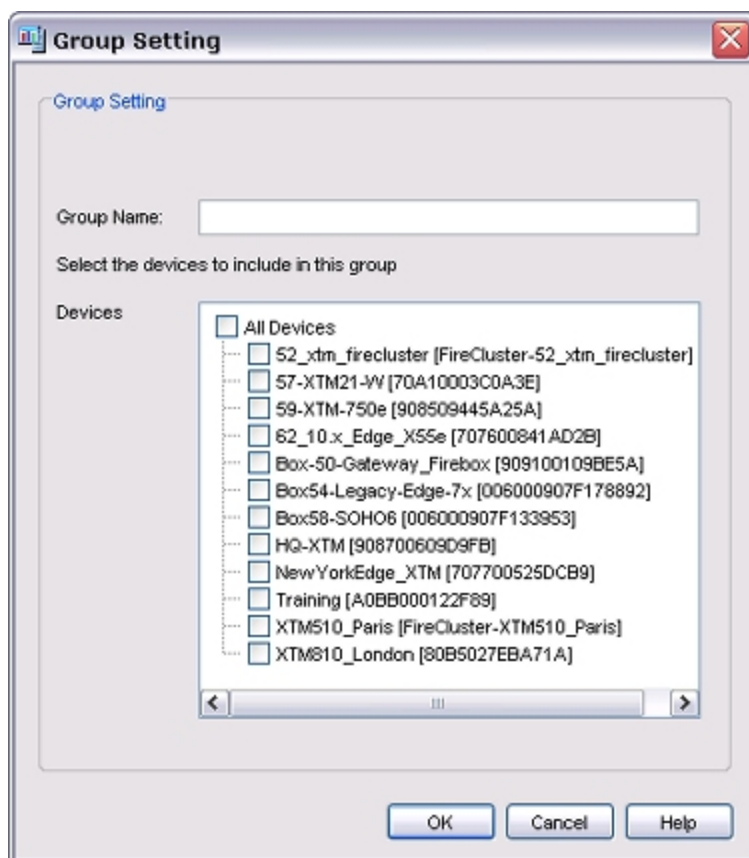 Group Setting
Group Setting
Group Name:
Select the devices to include in this group
Devices
All Devices
52_xtm_firecluster [FireCluster-52_xtm_firecluster]
57-XTM21-W [70A10003C0A3E]
59-XTM-750e [908509445A25A]
62_10.x_Edge_X55e [707600841AD2B]
Box-50-Gateway_Firebox [909100109BE5A]
Box54-Legacy-Edge-7x [006000907F178892]
Box58-SOHO6 [006000907F133953]
HQ-XTM [908700609D9FB]
NewYorkEdge_XTM [707700525DCB9]
Training [A0BB000122F89]
XTM510_Paris [FireCluster-XTM510_Paris]
XTM810_London [80B5027EBA71A]
OK Cancel Help